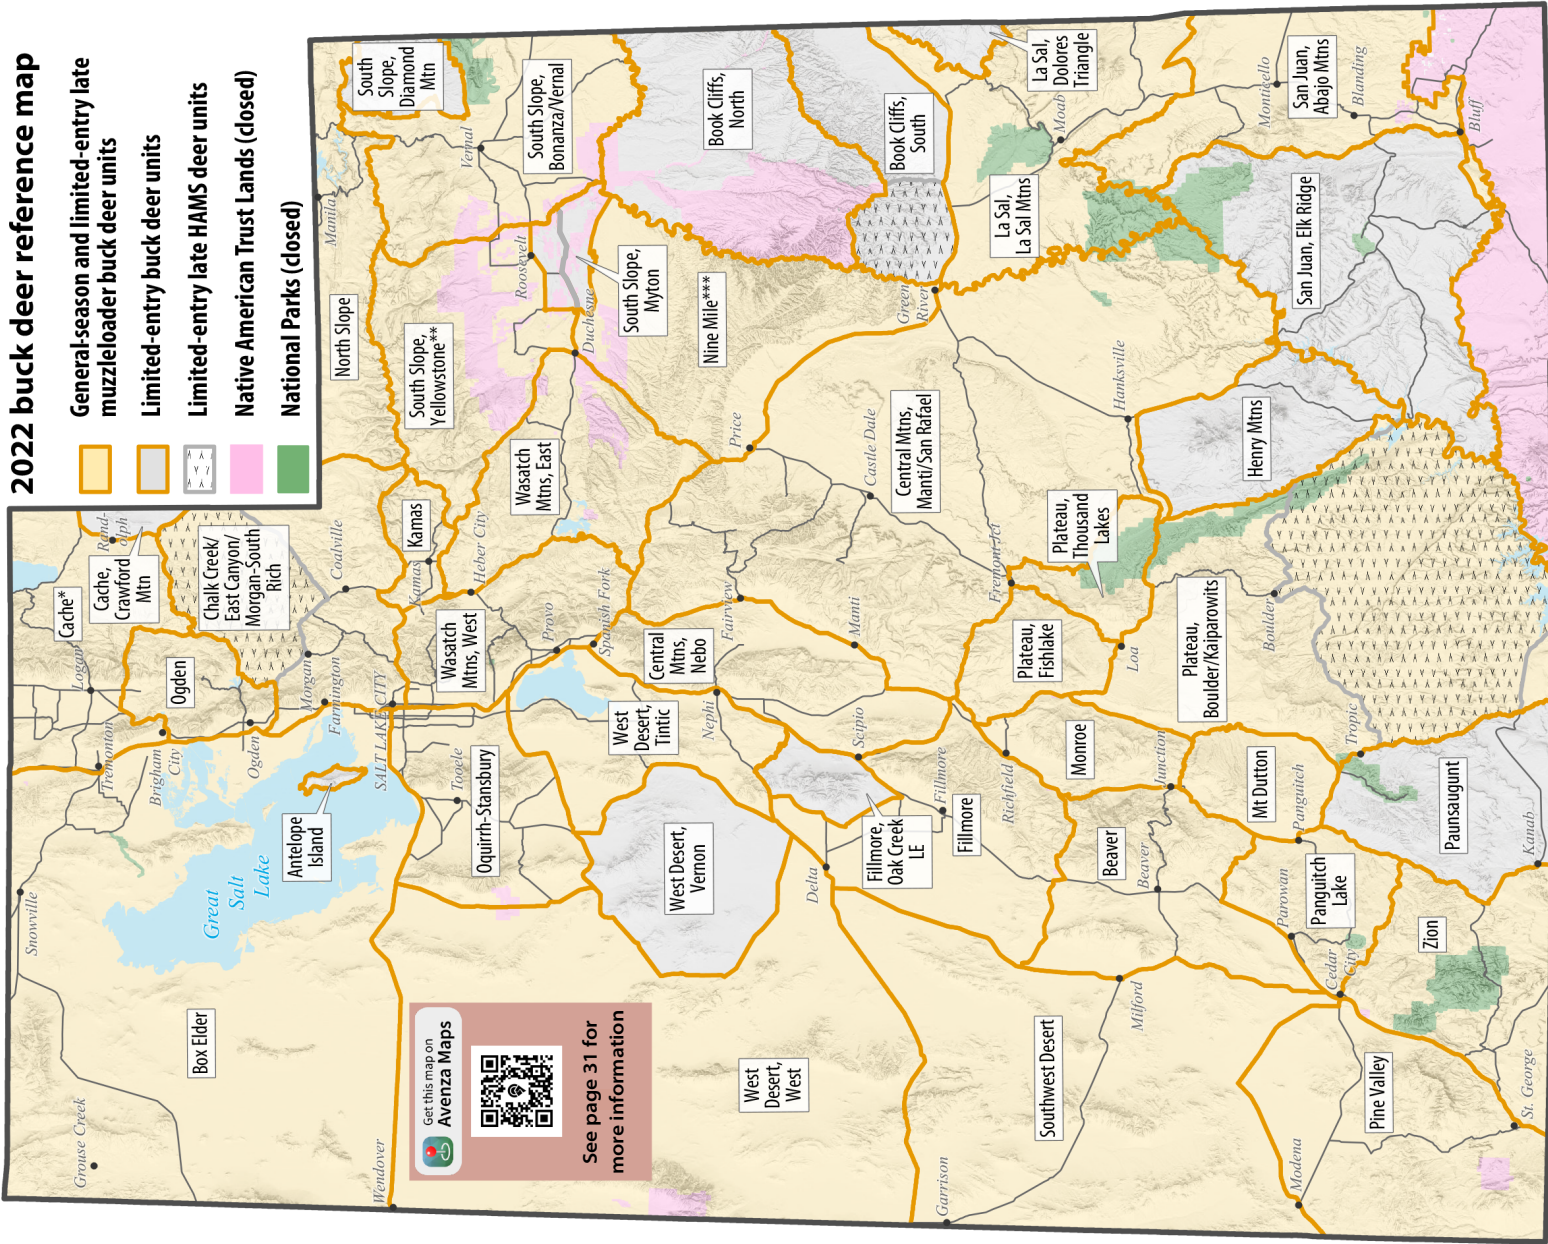 2022 buck deer reference map
General-season and limited-entry late
muzzleloader buck deer units
Limited-entry buck deer units
Limited-entry late HAMS deer units
Native American Trust Lands (closed)
National Parks (closed)
Grouse Creek
Snowville
Box Elder
Tremonton
Logan
Cache*
Rand-
olph
Cache,
Crawford
Mtn
Brigham
City
Ogden
Ogden
Chalk Creek/
East Canyon/
Morgan-South
Rich
Great
Salt
Lake
Antelope
Island
Morgan
Farmington
Coalville
North Slope
Manila
South
Slope,
Diamond
Mtn
Wendover
SALT LAKE CITY
Kamas
Kamas
South Slope,
Yellowstone**
Vernal
Tooele
Oquirrh-Stansbury
Wasatch
Mtns, West
Heber City
Wasatch
Mtns, East
Roosevelt
South Slope,
Bonanza/Vernal
Get this map on
Avenza Maps
See page 31 for
more information
Provo
Spanish Fork
Duchesne
South Slope,
Myton
West
Desert,
Tintic
Central
Mtns,
Nebo
West Desert,
Vernon
Nephi
Fairview
Price
Nine Mile***
Book Cliffs,
North
West
Desert,
West
Delta
Scipio
Manti
Castle Dale
Fillmore,
Oak Creek
LE
Fillmore
Fillmore
Central Mtns,
Manti/San Rafael
Green
River
Book Cliffs,
South
Garrison
Richfield
Fremont Jct
La Sal,
La Sal Mtns
Moab
La Sal,
Dolores
Triangle
Southwest Desert
Milford
Beaver
Beaver
Monroe
Junction
Plateau,
Fishlake
Loa
Plateau,
Thousand
Lakes
Hanksville
Plateau,
Boulder/Kaiparowits
Boulder
Henry Mtns
San Juan, Elk Ridge
Monticello
San Juan,
Abajo Mtns
Blanding
Bluff
Modena
Parowan
Panguitch
Mt Dutton
Tropic
Cedar
City
Panguitch
Lake
Pine Valley
Zion
Paunsaugunt
Kanab
St. George